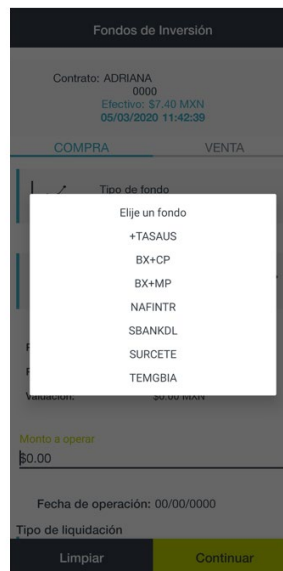 Fondos de Inversión
Contrato: ADRIANA
0000
Efectivo: $7.40 MXN
05/03/2020 11:42:39
COMPRA
VENTA
Tipo de fondo
Elije un fondo
+TASAUS
BX+CP
BX+MP
NAFINTR
SBANKDL
SURCETE
TEMGBIA
Valuación:
$0.00 MXN
Monto a operar
$0.00
Fecha de operación: 00/00/0000
Tipo de liquidación
Limpiar
Continuar